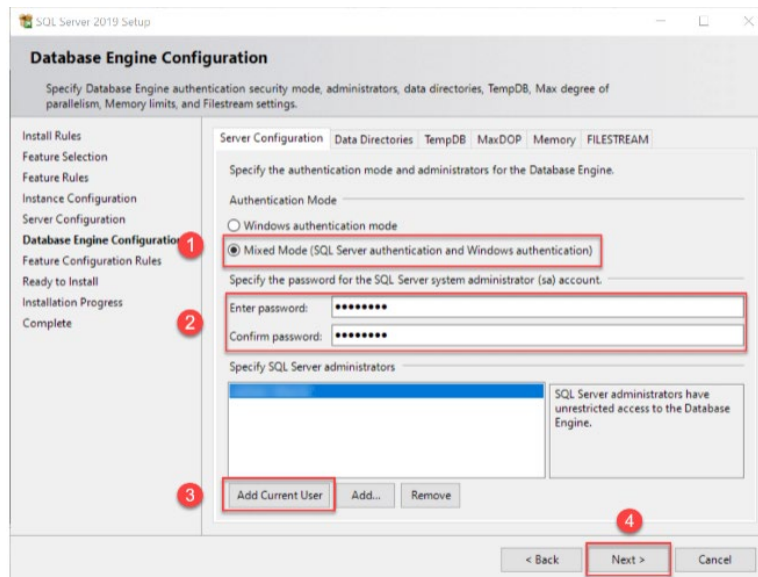 SQL Server 2019 Setup
Database Engine Configuration
Specify Database Engine authentication security mode, administrators, data directories, TempDB, Max degree of
parallelism, Memory limits, and Filestream settings.
Install Rules
Feature Selection
Feature Rules
Instance Configuration
Server Configuration
Database Engine Configuration
Feature Configuration Rules
Ready to Install
Installation Progress
Complete
Server Configuration Data Directories TempDB MaxDOP Memory FILESTREAM
Specify the authentication mode and administrators for the Database Engine.
Authentication Mode
Windows authentication mode
1 Mixed Mode (SQL Server authentication and Windows authentication)
Specify the password for the SQL Server system administrator (sa) account.
2
Enter password: ••••••••
Confirm password: ••••••••
Specify SQL Server administrators
SQL Server administrators have
unrestricted access to the Database
Engine.
3 Add Current User Add... Remove
4
< Back Next > Cancel